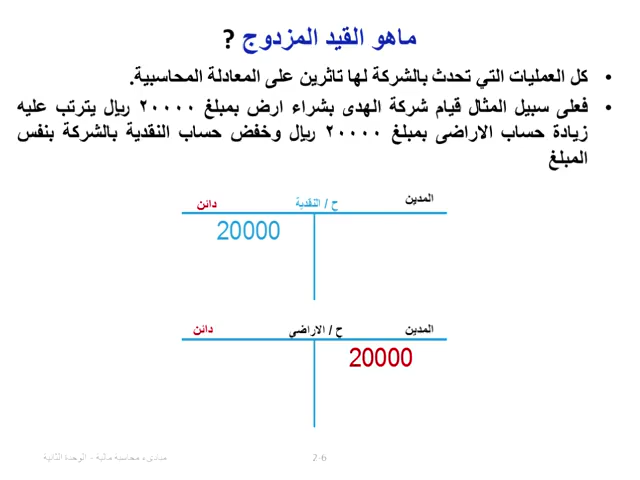 ماهو القيد المزدوج ?
• كل العمليات التي تحدث بالشركة لها تاثرين على المعادلة المحاسبية.
• فعلى سبيل المثال قيام شركة الهدى بشراء ارض بمبلغ ٢٠٠٠٠ ريال يترتب عليه
زيادة حساب الاراضى بمبلغ ٢٠٠٠٠ ريال وخفض حساب النقدية بالشركة بنفس
المبلغ
المدين ح / النقدية دائن
20000
المدين ح / الاراضي دائن
20000
مبادىء محاسبة مالية - الوحدة الثانية 2-6